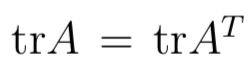 trA = trA^T